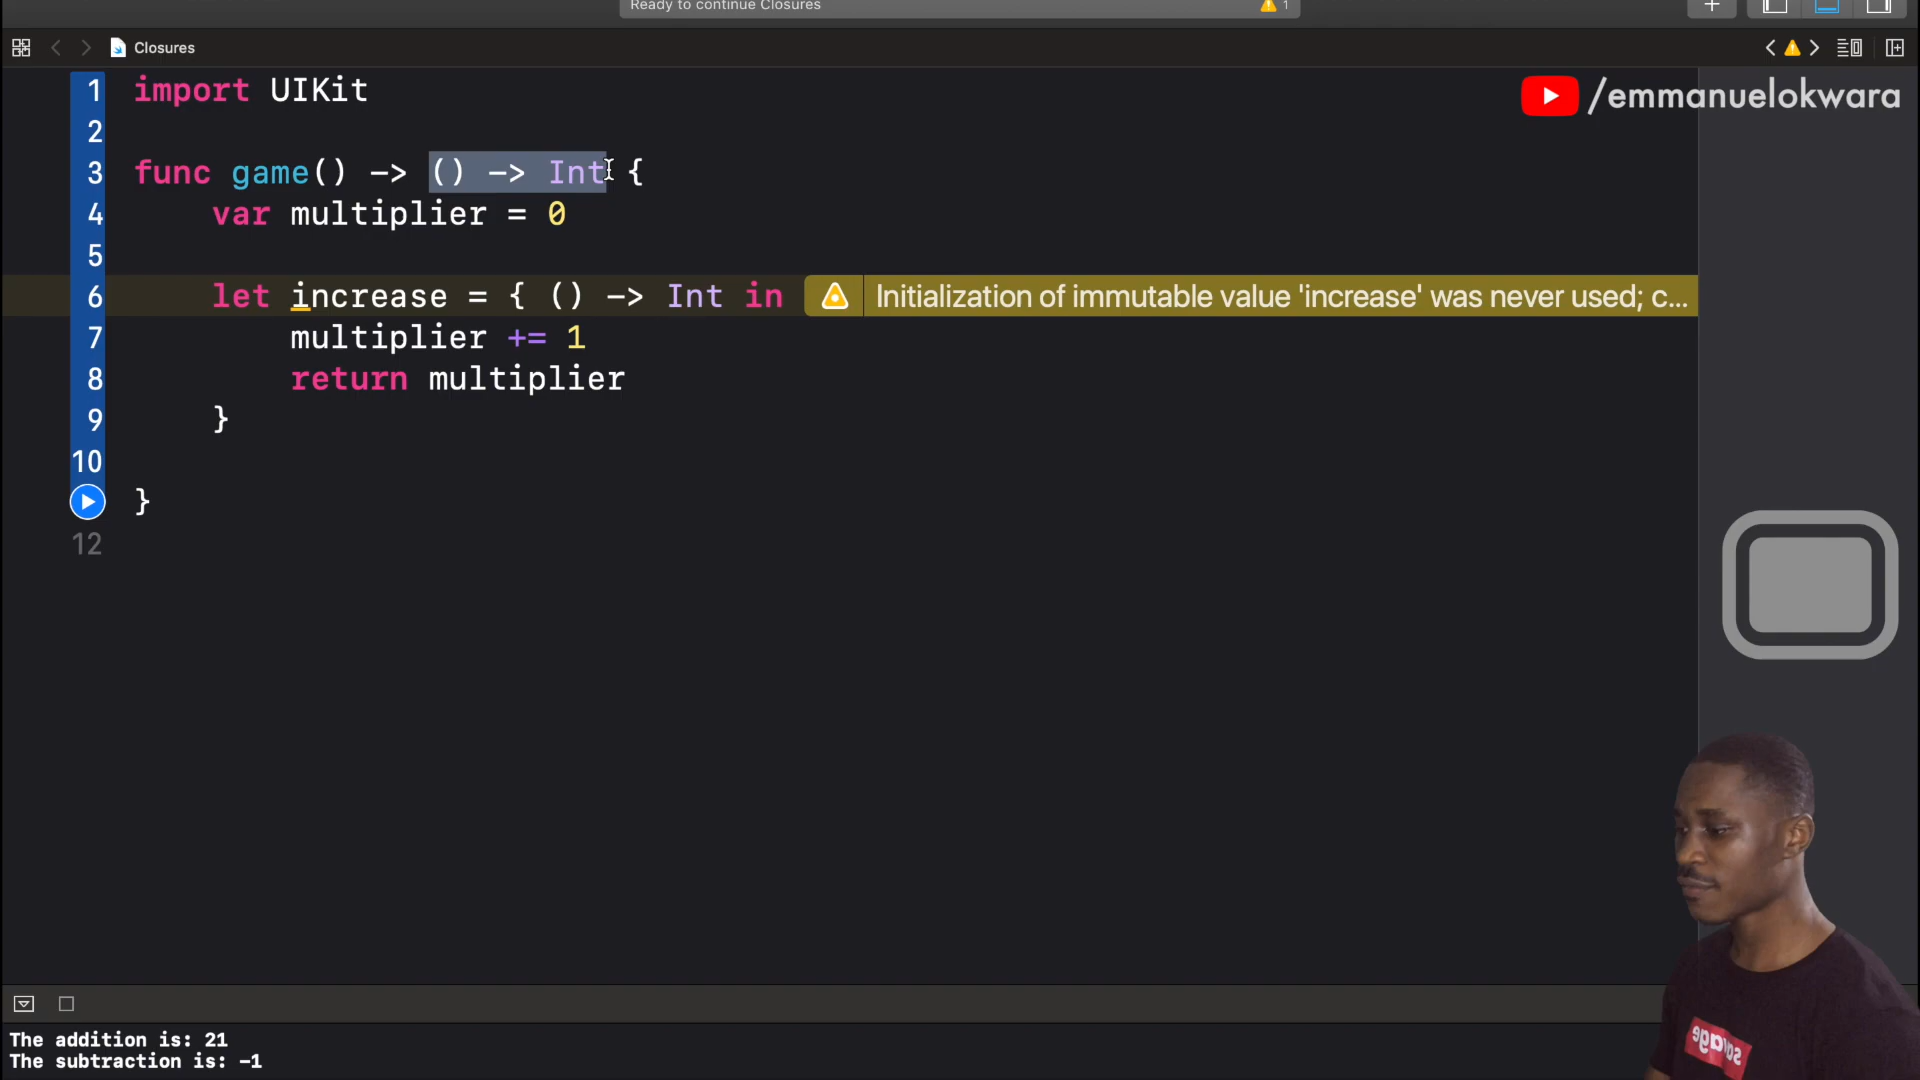 Ready to continue Closures
1
Closures
/emmanuelokwara
1 import UIKit
2
3 func game() -> () -> Int {
4 var multiplier = 0
5
6 let increase = { () -> Int in
Initialization of immutable value 'increase' was never used; c...
7 multiplier += 1
8 return multiplier
9 }
10
}
12
The addition is: 21
The subtraction is: -1
savage